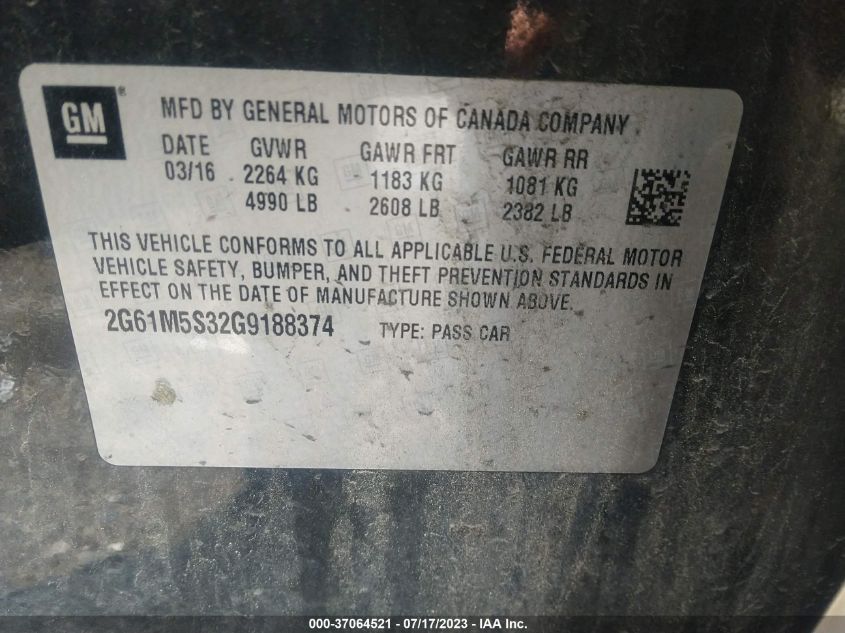 GM ®
MFD BY GENERAL MOTORS OF CANADA COMPANY
DATE GVWR GAWR FRT GAWR RR
03/16 2264 KG 1183 KG 1081 KG
4990 LB 2608 LB 2382 LB
THIS VEHICLE CONFORMS TO ALL APPLICABLE U.S. FEDERAL MOTOR
VEHICLE SAFETY, BUMPER, AND THEFT PREVENTION STANDARDS IN
EFFECT ON THE DATE OF MANUFACTURE SHOWN ABOVE.
2G61M5S32G9188374 TYPE: PASS CAR
000-37064521 - 07/17/2023 - IAA Inc.